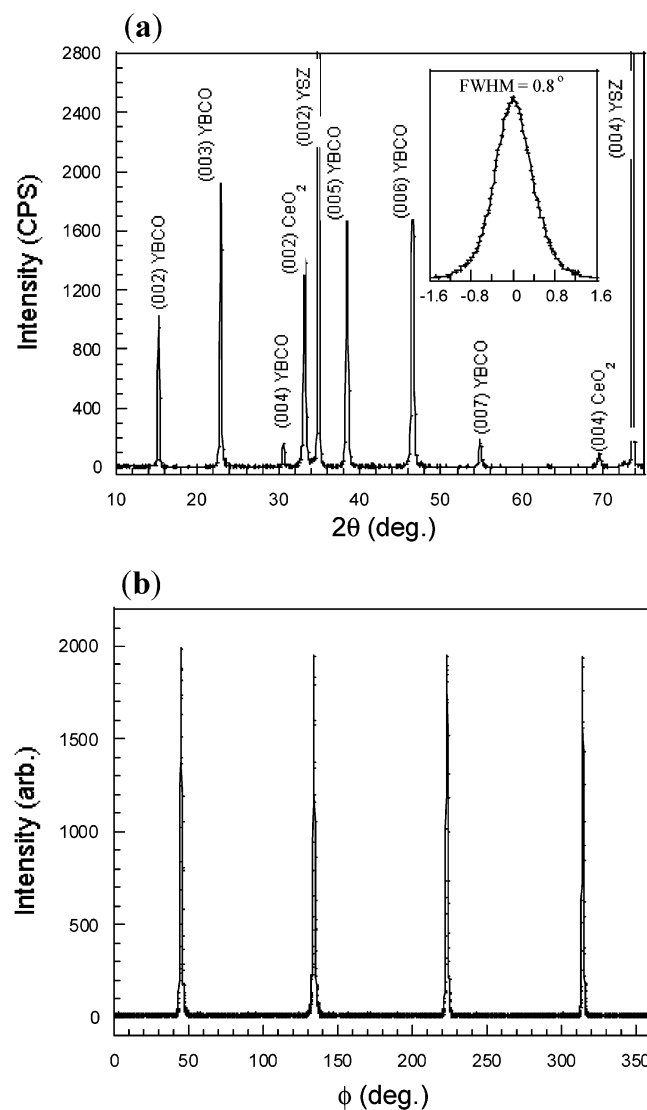 (a)
Intensity (CPS)
2800
2400
2000
1600
1200
800
400
0
(002) YBCO
(003) YBCO
(004) YBCO
(002) CeO₂
(002) YSZ
(005) YBCO
(006) YBCO
(007) YBCO
(004) CeO₂
(004) YSZ
FWHM = 0.8°
-1.6 -0.8 0 0.8 1.6
10 20 30 40 50 60 70
2θ (deg.)
(b)
Intensity (arb.)
2000
1500
1000
500
0
0 50 100 150 200 250 300 350
ϕ (deg.)